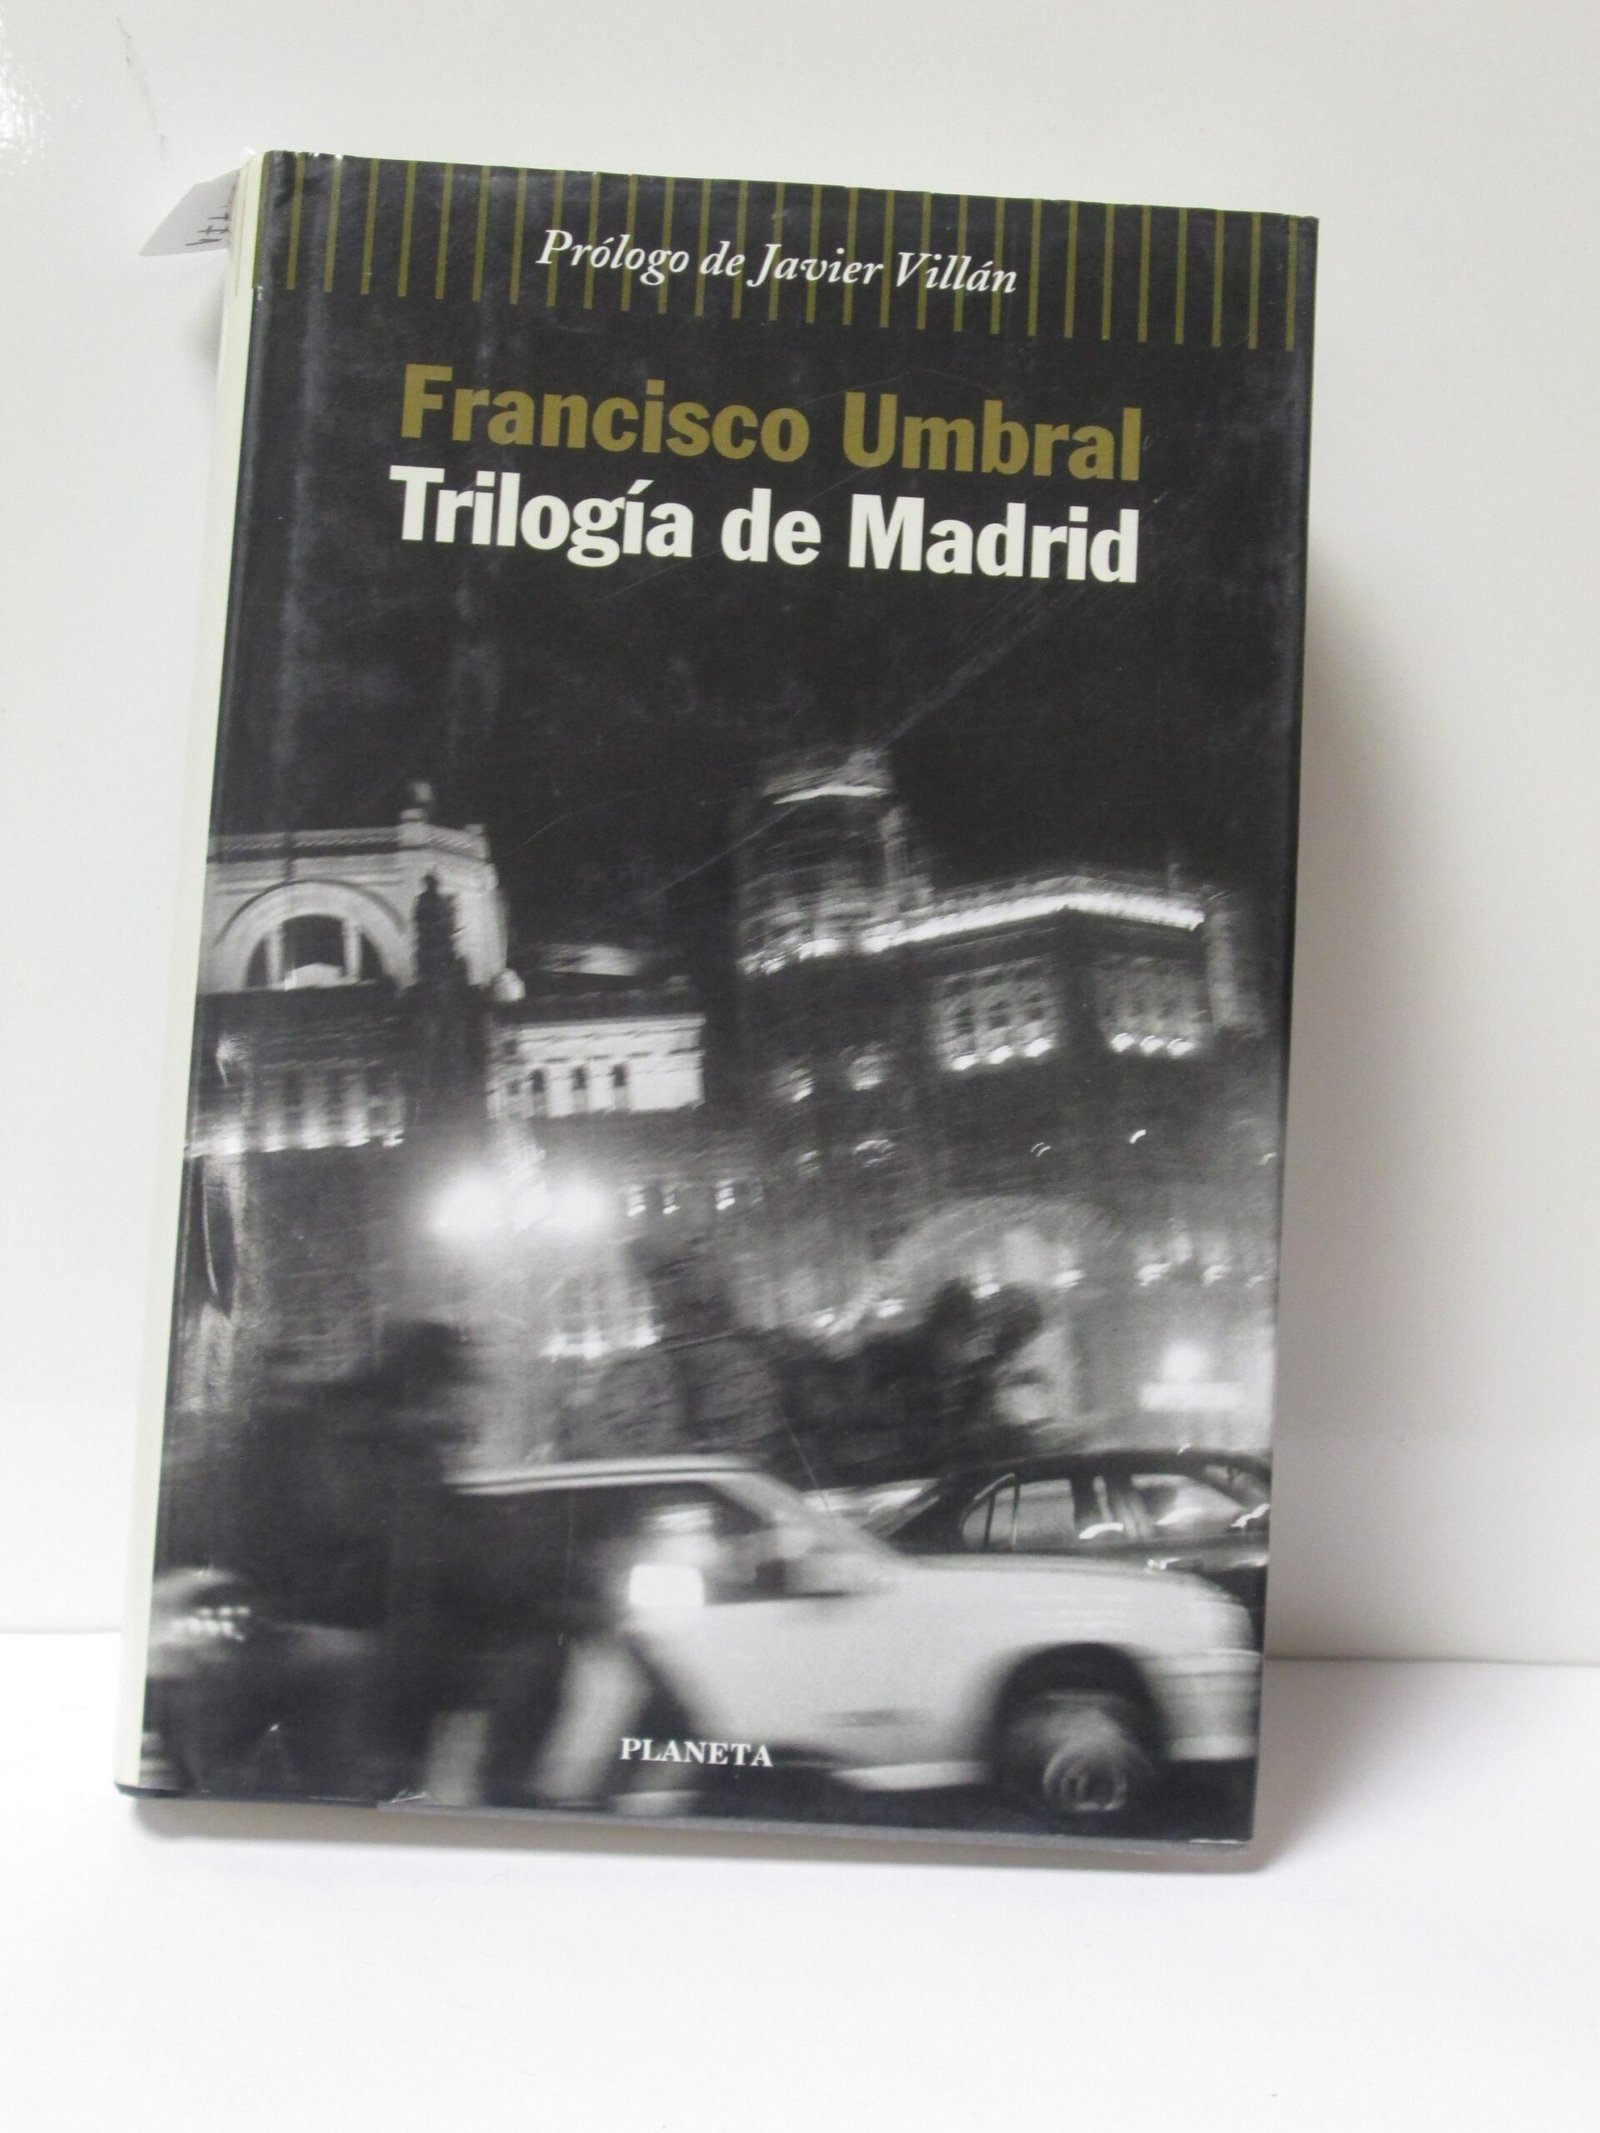 Prólogo de Javier Villán
Francisco Umbral
Trilogía de Madrid
PLANETA